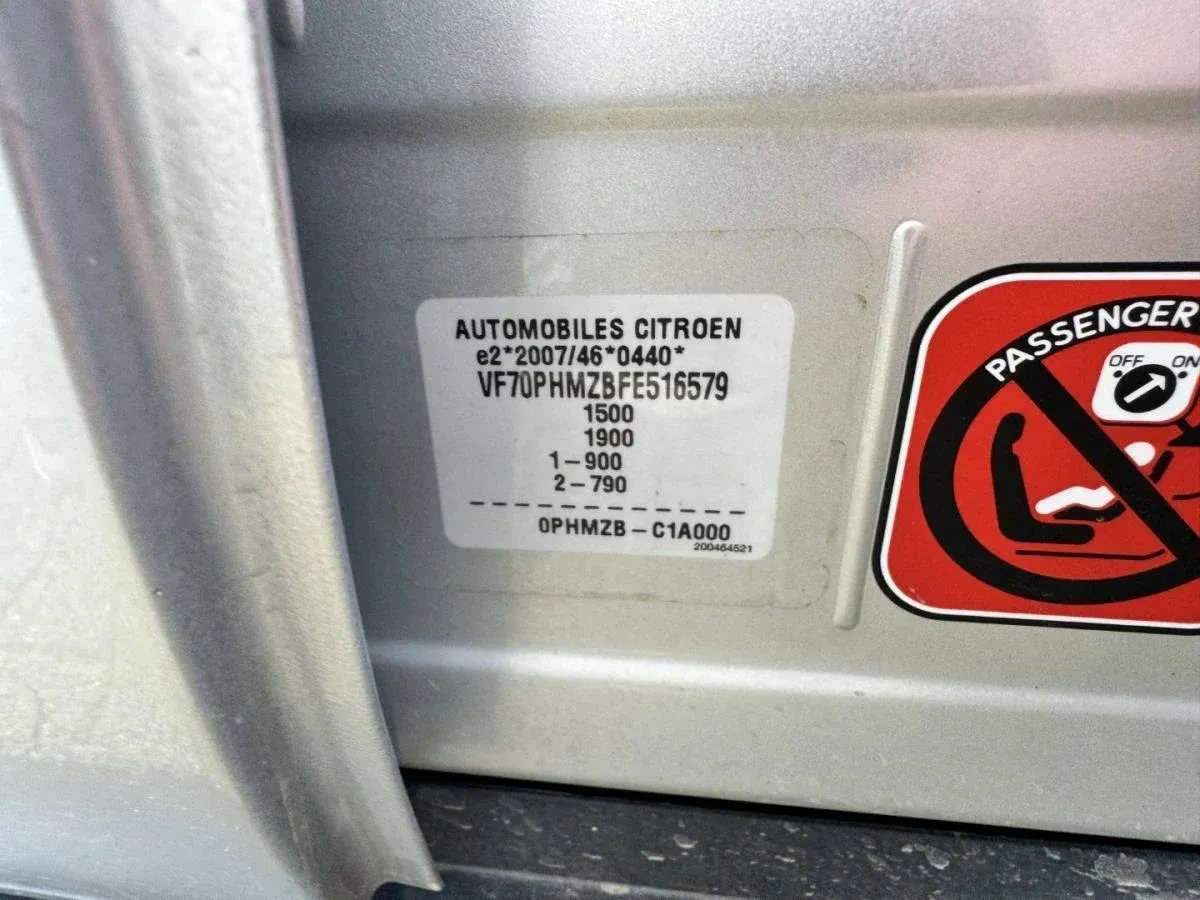 AUTOMOBILES CITROEN
e2*2007/46*0440*
VF70PHMZBFE516579
1500
1900
1-900
2-790
0PHMZB-C1A000
200464521
PASSENGER
OFF ON